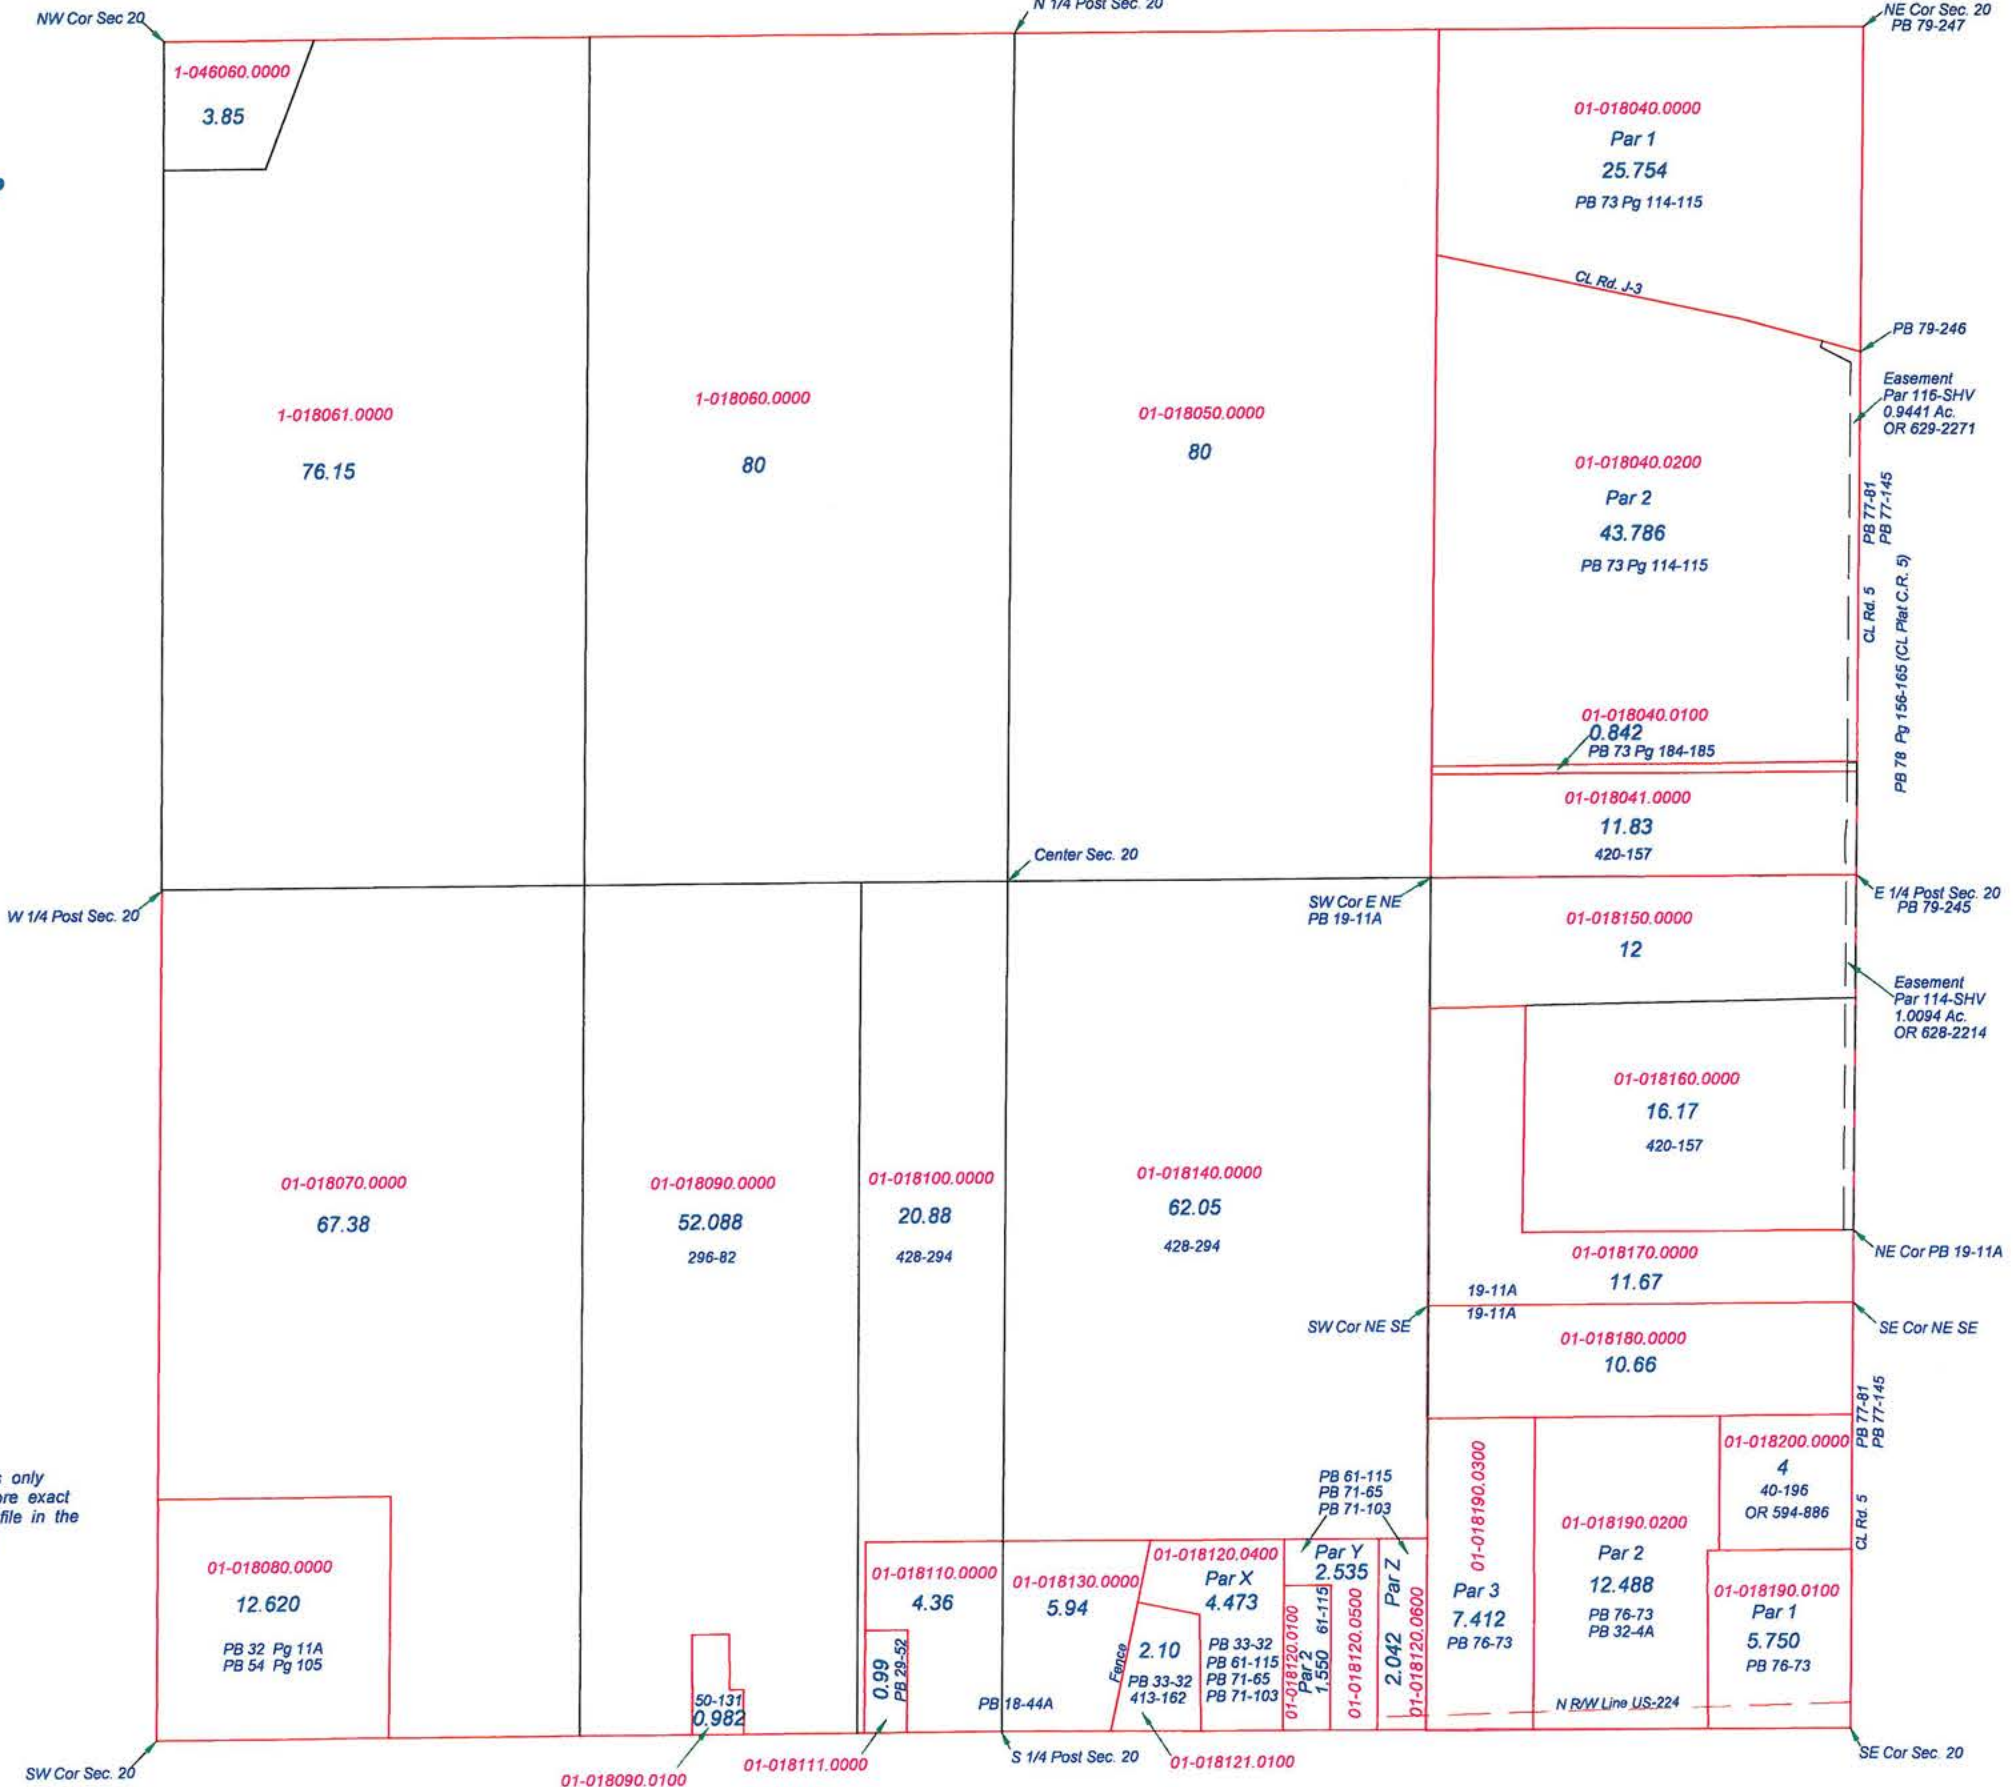 NW Cor Sec 20
N 1/4 Post Sec. 20
NE Cor Sec. 20
PB 79-247
1-046060.0000
3.85
01-018040.0000
Par 1
25.754
PB 73 Pg 114-115
CL Rd. J-3
PB 79-246
Easement
Par 116-SHV
0.9441 Ac.
OR 629-2271
1-018061.0000
76.15
1-018060.0000
80
01-018050.0000
80
01-018040.0200
Par 2
43.786
PB 73 Pg 114-115
PB 77-81
PB 77-145
CL Rd. 5
PB 78 Pg 156-165 (CL Plat C.R. 5)
01-018040.0100
0.842
PB 73 Pg 184-185
01-018041.0000
11.83
420-157
Center Sec. 20
W 1/4 Post Sec. 20
SW Cor E NE
PB 19-11A
E 1/4 Post Sec. 20
PB 79-245
01-018150.0000
12
Easement
Par 114-SHV
1.0094 Ac.
OR 628-2214
01-018160.0000
16.17
420-157
01-018070.0000
67.38
01-018090.0000
52.088
296-82
01-018100.0000
20.88
428-294
01-018140.0000
62.05
428-294
NE Cor PB 19-11A
01-018170.0000
11.67
19-11A
19-11A
SW Cor NE SE
SE Cor NE SE
01-018180.0000
10.66
PB 77-81
PB 77-145
CL Rd. 5
only
re exact
file in the
01-018080.0000
12.620
PB 32 Pg 11A
PB 54 Pg 105
50-131
0.982
01-018090.0100
01-018110.0000
4.36
0.99
PB 29-52
01-018111.0000
PB 18-44A
01-018130.0000
5.94
Fence
2.10
PB 33-32
413-162
01-018121.0100
01-018120.0400
Par X
4.473
PB 33-32
PB 61-115
PB 71-65
PB 71-103
PB 61-115
PB 71-65
PB 71-103
Par Y
2.535
01-018120.0100
Par 2
1.550 61-115
01-018120.0500
2.042 Par Z
01-018120.0600
01-018190.0300
Par 3
7.412
PB 76-73
01-018190.0200
Par 2
12.488
PB 76-73
PB 32-4A
01-018200.0000
4
40-196
OR 594-886
01-018190.0100
Par 1
5.750
PB 76-73
N R/W Line US-224
SW Cor Sec. 20
S 1/4 Post Sec. 20
SE Cor Sec. 20